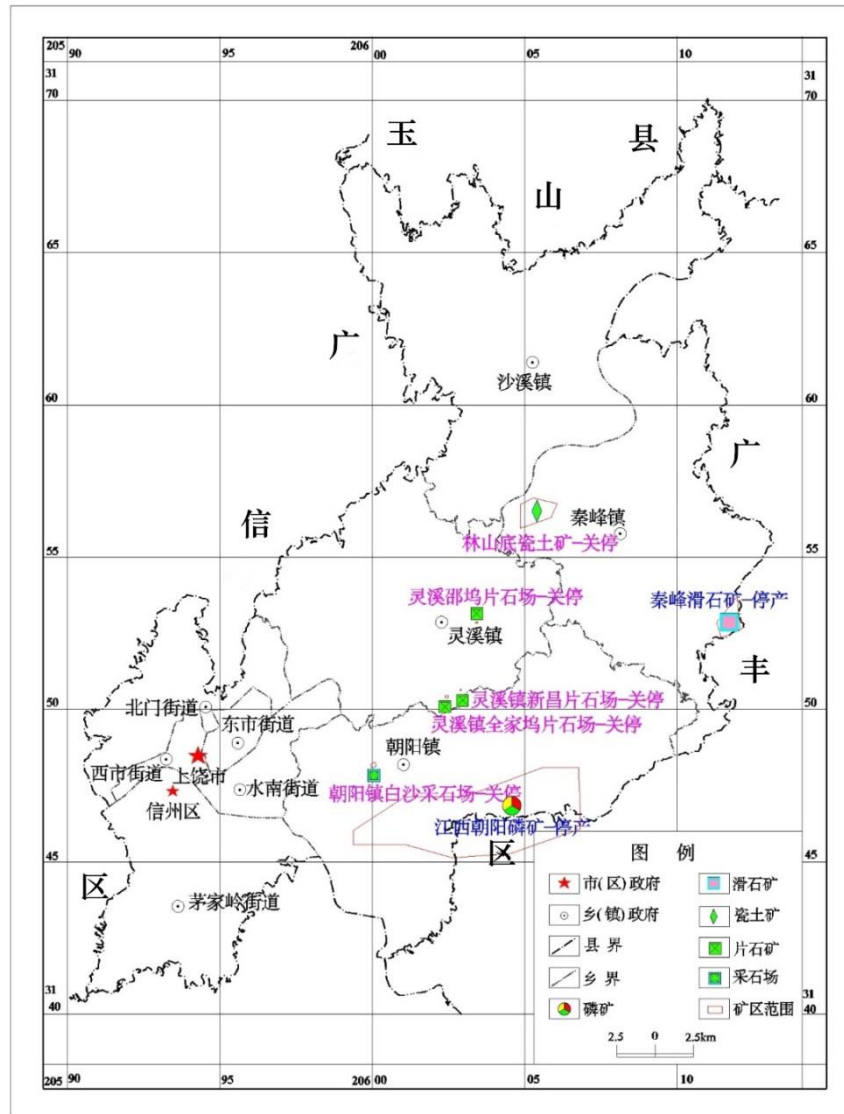 205
90
95
206
00
05
10
31
70
31
70
玉
县
山
65
65
广
沙溪镇
60
60
广
信
秦峰镇
林山底瓷土矿-关停
55
55
灵溪邵坞片石场-关停
秦峰滑石矿-停产
灵溪镇
丰
灵溪镇新昌片石场-关停
50
50
北门街道
灵溪镇全家坞片石场-关停
东市街道
朝阳镇
西市街道
上饶市
水南街道
朝阳镇白沙采石场-关停
信州区
江西朝阳磷矿-停产
区
45
45
区
图 例
市(区)政府
滑石矿
茅家岭街道
乡(镇)政府
瓷土矿
县 界
片石矿
乡 界
采石场
磷矿
矿区范围
31
40
31
40
2.5 0 2.5km
205
90
95
206
00
05
10